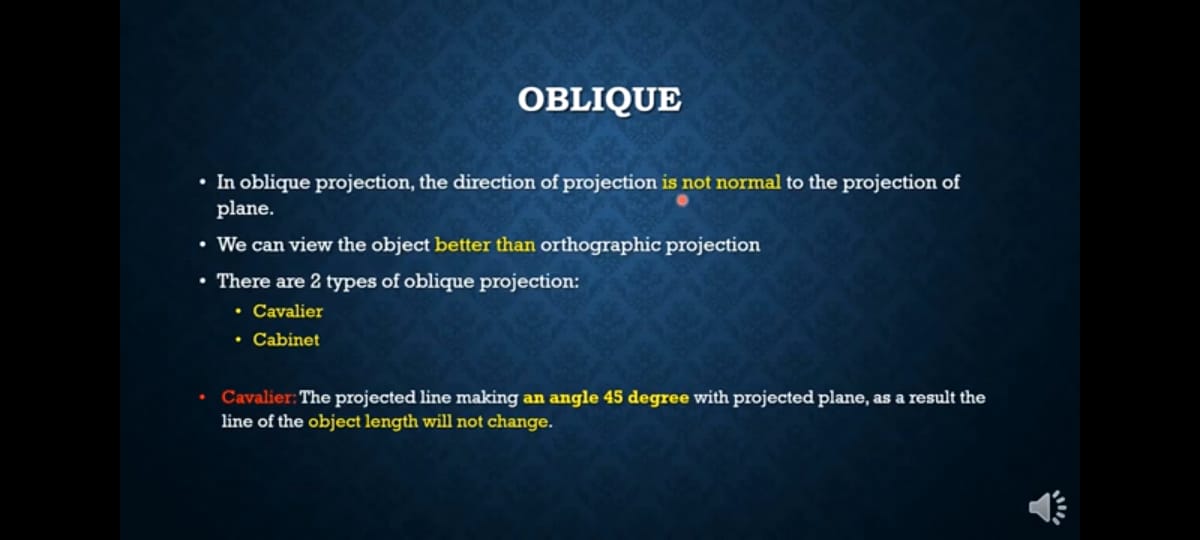 OBLIQUE
• In oblique projection, the direction of projection is not normal to the projection of
plane.
• We can view the object better than orthographic projection
• There are 2 types of oblique projection:
• Cavalier
• Cabinet
• Cavalier: The projected line making an angle 45 degree with projected plane, as a result the
line of the object length will not change.